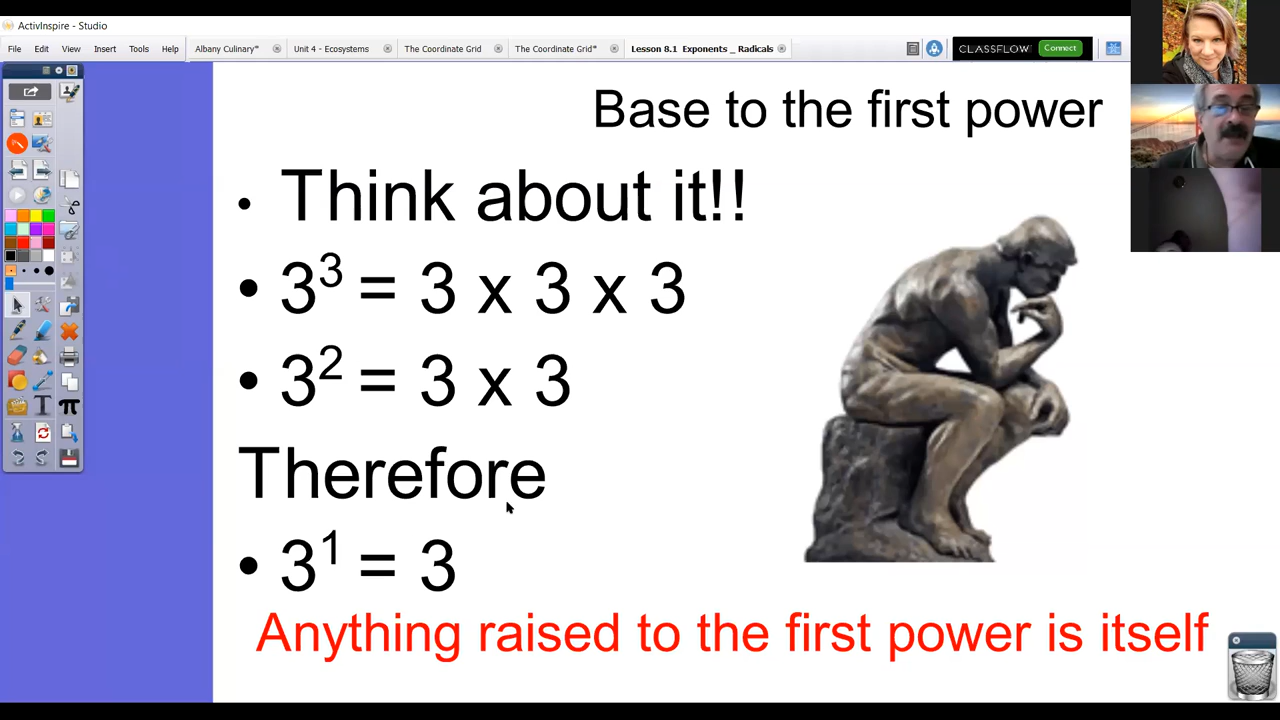 ActivInspire - Studio
File Edit View Insert Tools Help Albany Culinary* Unit 4 - Ecosystems The Coordinate Grid The Coordinate Grid* Lesson 8.1 Exponents _ Radicals CLASSFLOW Connect
Base to the first power
• Think about it!!
• 3³ = 3 x 3 x 3
• 3² = 3 x 3
Therefore
• 3¹ = 3
Anything raised to the first power is itself